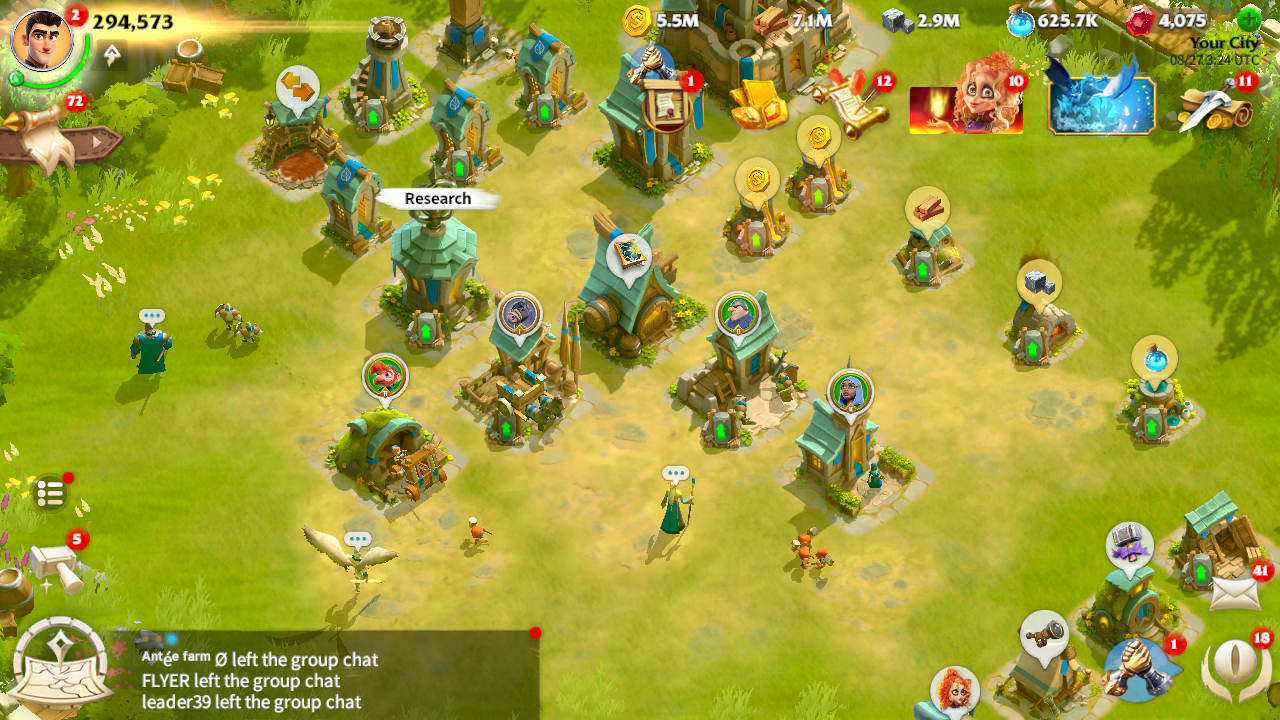 2
294,573
5.5M
7.1M
2.9M
625.7K
4,075
Your City
08/27 3:24 UTC
72
1
12
10
11
Research
5
41
1
18
Antée farm Ø left the group chat
FLYER left the group chat
leader39 left the group chat